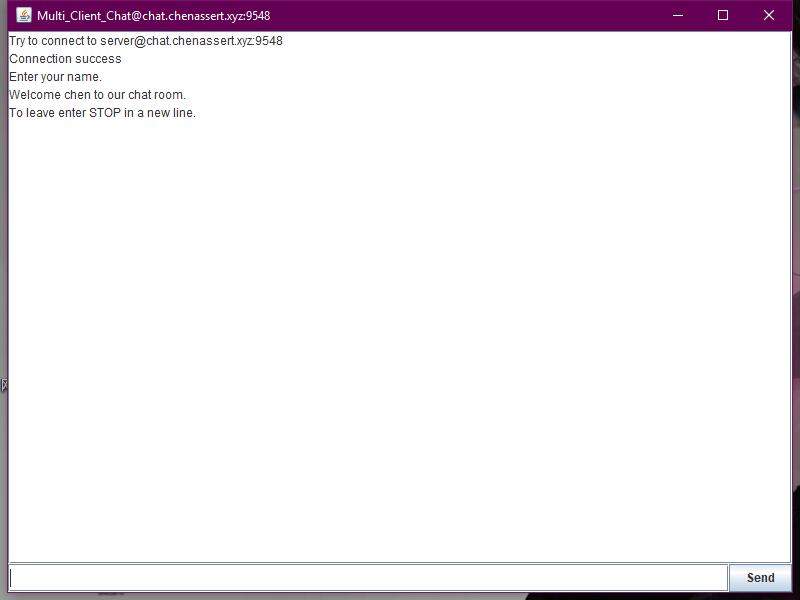 Multi_Client_Chat@chat.chenassert.xyz:9548
Try to connect to server@chat.chenassert.xyz:9548
Connection success
Enter your name.
Welcome chen to our chat room.
To leave enter STOP in a new line.
Send